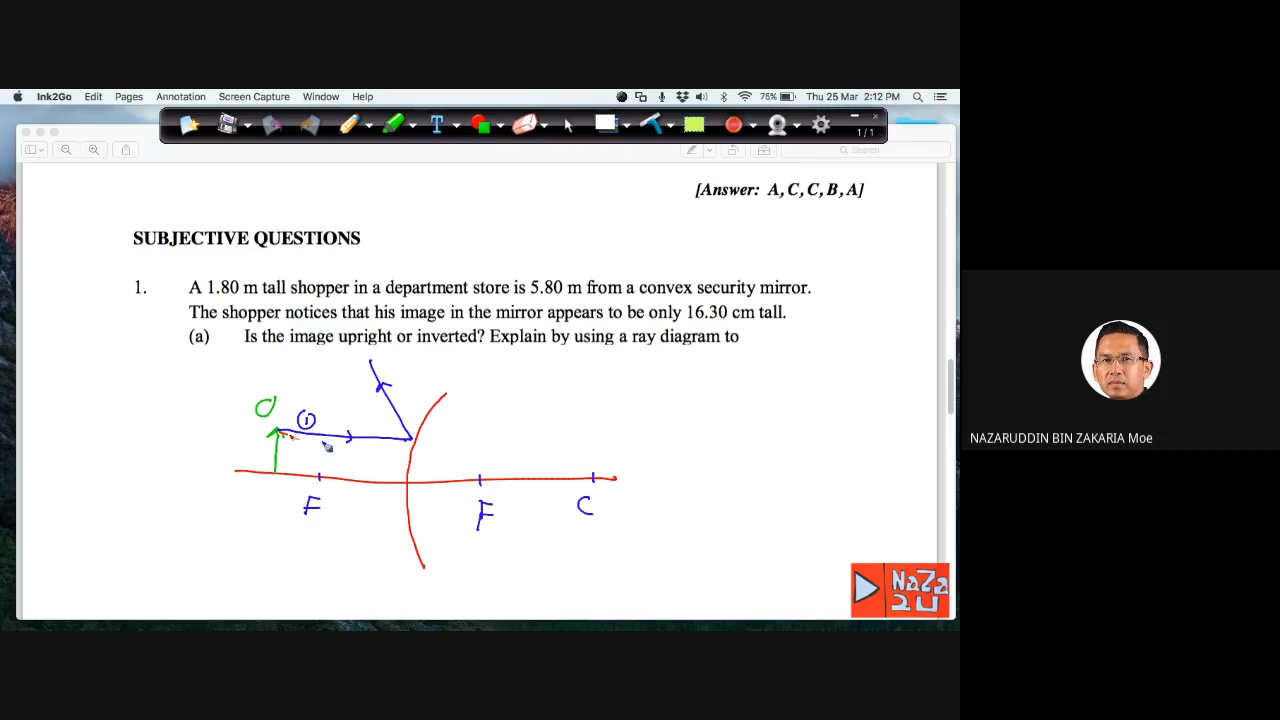 Ink2Go Edit Pages Annotation Screen Capture Window Help 75% Thu 25 Mar 2:12 PM
T
1 / 1
Search
[Answer: A, C, C, B, A]
SUBJECTIVE QUESTIONS
1. A 1.80 m tall shopper in a department store is 5.80 m from a convex security mirror.
The shopper notices that his image in the mirror appears to be only 16.30 cm tall.
(a) Is the image upright or inverted? Explain by using a ray diagram to
O
①
F
F
C
NAZARUDDIN BIN ZAKARIA Moe
NaZa
2U